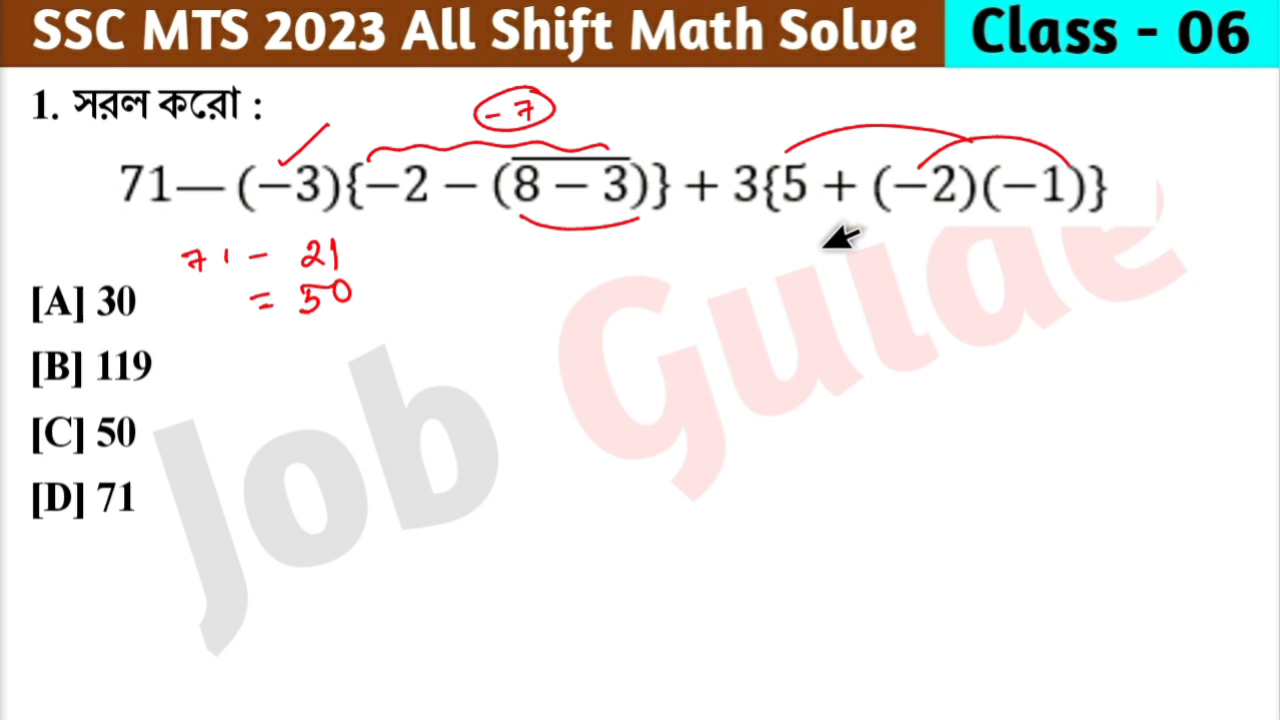 SSC MTS 2023 All Shift Math Solve Class - 06
1. সরল করো :
- 7
71— (−3){−2 − (8 − 3)} + 3{5 + (−2)(−1)}
71 - 21
= 50
[A] 30
[B] 119
[C] 50
[D] 71
Job Guide